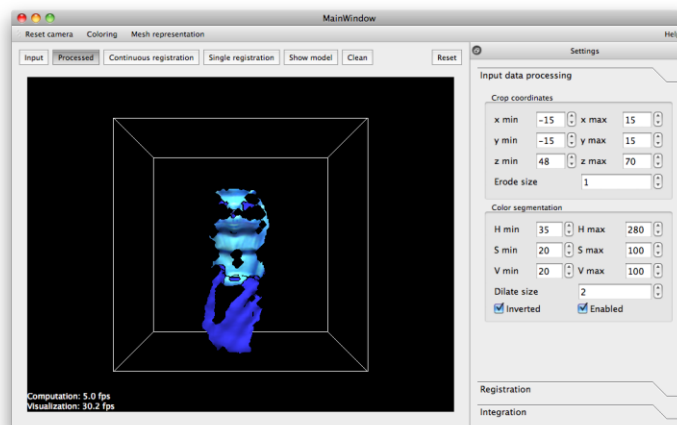 MainWindow
Reset camera Coloring Mesh representation Help
Input Processed Continuous registration Single registration Show model Clean Reset
Settings
Input data processing
Crop coordinates
x min -15 x max 15
y min -15 y max 15
z min 48 z max 70
Erode size 1
Color segmentation
H min 35 H max 280
S min 20 S max 100
V min 20 V max 100
Dilate size 2
Inverted Enabled
Registration
Integration
Computation: 5.0 fps
Visualization: 30.2 fps